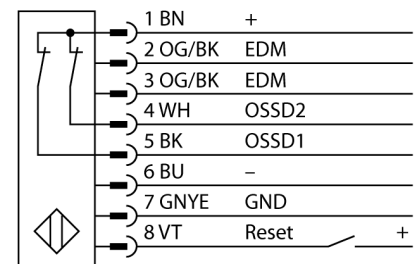 1 BN +
2 OG/BK EDM
3 OG/BK EDM
4 WH OSSD2
5 BK OSSD1
6 BU –
7 GNYE GND
8 VT Reset +